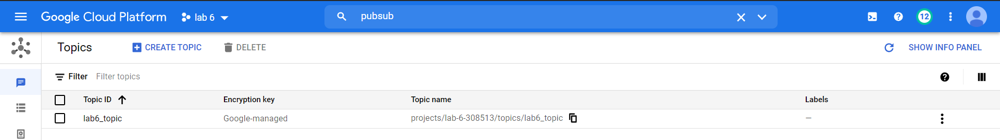 Google Cloud Platform lab 6 pubsub 12
Topics CREATE TOPIC DELETE SHOW INFO PANEL
Filter Filter topics
Topic ID Encryption key Topic name Labels
lab6_topic Google-managed projects/lab-6-308513/topics/lab6_topic —